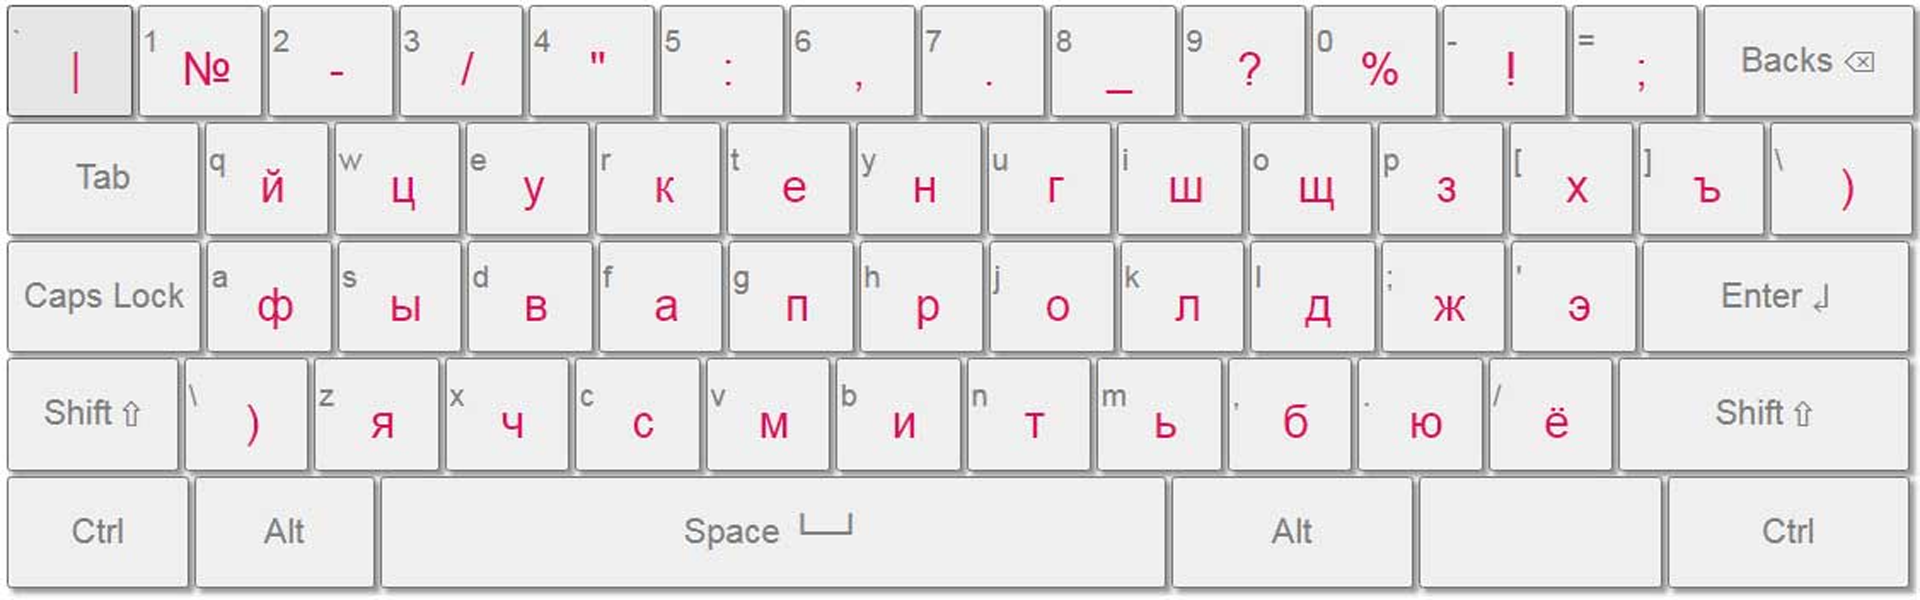 ` | 1 № 2 - 3 / 4 " 5 : 6 , 7 . 8 _ 9 ? 0 % - ! = ; Backs ⌫
Tab q й w ц e у r к t е y н u г i ш o щ p з [ х ] ъ \ )
Caps Lock a ф s ы d в f а g п h р j о k л l д ; ж ' э Enter ↲
Shift ⇧ \ ) z я x ч c с v м b и n т m ь , б . ю / ё Shift ⇧
Ctrl Alt Space Alt Ctrl